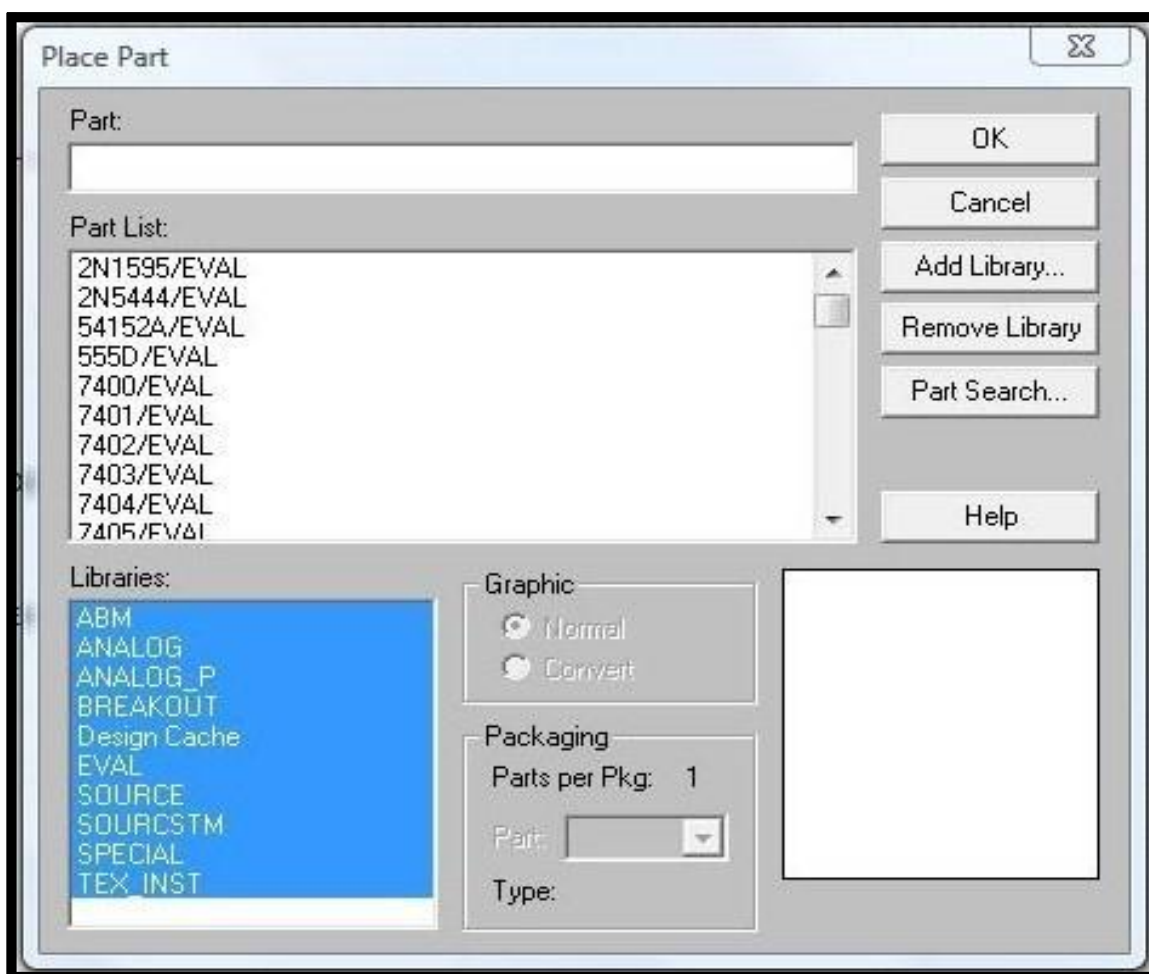 Place Part
Part:
OK
Cancel
Part List:
2N1595/EVAL
2N5444/EVAL
54152A/EVAL
555D/EVAL
7400/EVAL
7401/EVAL
7402/EVAL
7403/EVAL
7404/EVAL
7405/EVAL
Add Library...
Remove Library
Part Search...
Help
Libraries:
ABM
ANALOG
ANALOG_P
BREAKOUT
Design Cache
EVAL
SOURCE
SOURCSTM
SPECIAL
TEX_INST
Graphic
Normal
Convert
Packaging
Parts per Pkg: 1
Part:
Type: